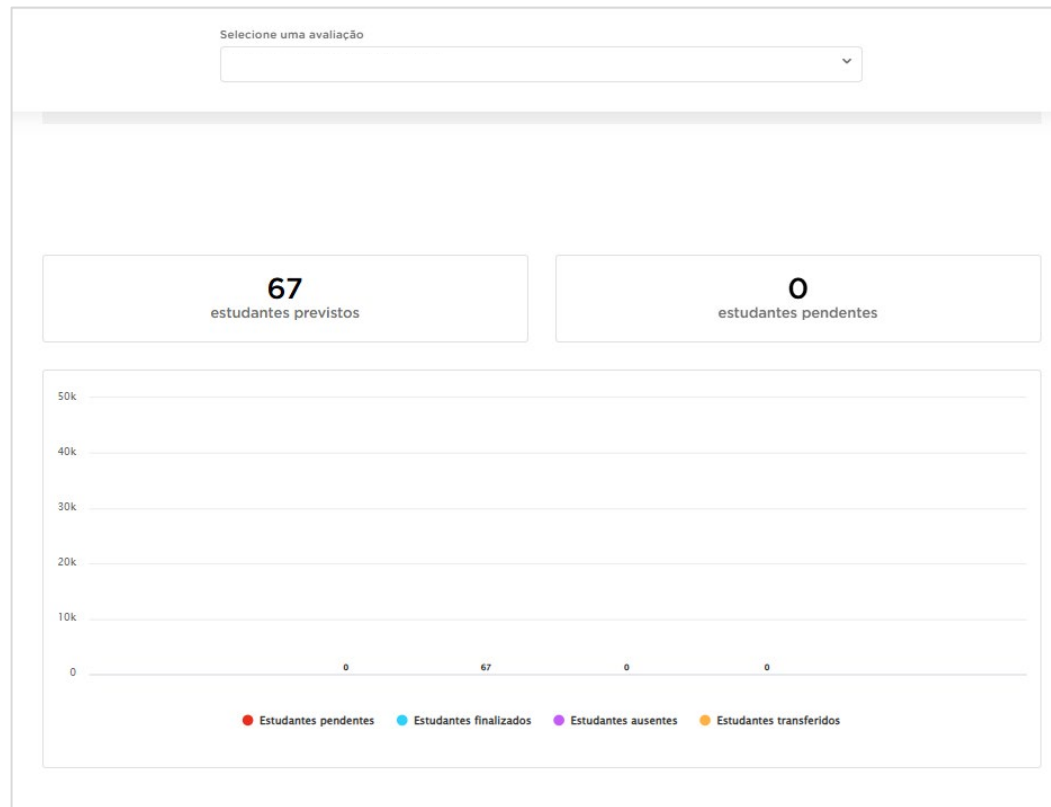 Selecione uma avaliação
67
estudantes previstos
0
estudantes pendentes
50k
40k
30k
20k
10k
0
0 67 0 0
Estudantes pendentes Estudantes finalizados Estudantes ausentes Estudantes transferidos